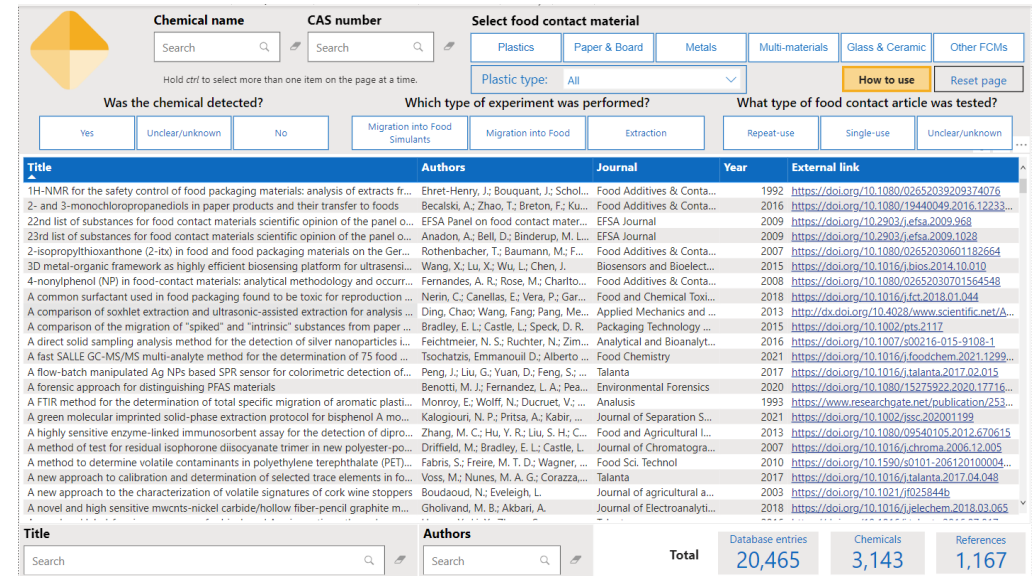 Chemical name CAS number Select food contact material
Search Search Plastics Paper & Board Metals Multi-materials Glass & Ceramic Other FCMs
Hold ctrl to select more than one item on the page at a time. Plastic type: All How to use Reset page
Was the chemical detected? Which type of experiment was performed? What type of food contact article was tested?
Yes Unclear/unknown No Migration into Food Simulants Migration into Food Extraction Repeat-use Single-use Unclear/unknown
Title Authors Journal Year External link
1H-NMR for the safety control of food packaging materials: analysis of extracts fr... Ehret-Henry, J.; Bouquant, J.; Schol... Food Additives & Conta... 1992 https://doi.org/10.1080/02652039209374076
2- and 3-monochloropropanediols in paper products and their transfer to foods Becalski, A.; Zhao, T.; Breton, F.; Ku... Food Additives & Conta... 2016 https://doi.org/10.1080/19440049.2016.12233...
22nd list of substances for food contact materials scientific opinion of the panel o... EFSA Panel on food contact mater... EFSA Journal 2009 https://doi.org/10.2903/j.efsa.2009.968
23rd list of substances for food contact materials scientific opinion of the panel o... Anadon, A.; Bell, D.; Binderup, M. L... EFSA Journal 2009 https://doi.org/10.2903/j.efsa.2009.1028
2-isopropylthioxanthone (2-itx) in food and food packaging materials on the Ger... Rothenbacher, T.; Baumann, M.; F... Food Additives & Conta... 2007 https://doi.org/10.1080/02652030601182664
3D metal-organic framework as highly efficient biosensing platform for ultrasensi... Wang, X.; Lu, X.; Wu, L.; Chen, J. Biosensors and Bioelect... 2015 https://doi.org/10.1016/j.bios.2014.10.010
4-nonylphenol (NP) in food-contact materials: analytical methodology and occurr... Fernandes, A. R.; Rose, M.; Charlto... Food Additives & Conta... 2008 https://doi.org/10.1080/02652030701564548
A common surfactant used in food packaging found to be toxic for reproduction ... Nerin, C.; Canellas, E.; Vera, P.; Gar... Food and Chemical Toxi... 2018 https://doi.org/10.1016/j.fct.2018.01.044
A comparison of soxhlet extraction and ultrasonic-assisted extraction for analysis ... Ding, Chao; Wang, Fang; Pang, Me... Applied Mechanics and ... 2013 http://dx.doi.org/10.4028/www.scientific.net/A...
A comparison of the migration of "spiked" and "intrinsic" substances from paper ... Bradley, E. L.; Castle, L.; Speck, D. R. Packaging Technology ... 2015 https://doi.org/10.1002/pts.2117
A direct solid sampling analysis method for the detection of silver nanoparticles i... Feichtmeier, N. S.; Ruchter, N.; Zim... Analytical and Bioanalyt... 2016 https://doi.org/10.1007/s00216-015-9108-1
A fast SALLE GC-MS/MS multi-analyte method for the determination of 75 food ... Tsochatzis, Emmanouil D.; Alberto ... Food Chemistry 2021 https://doi.org/10.1016/j.foodchem.2021.1299...
A flow-batch manipulated Ag NPs based SPR sensor for colorimetric detection of... Peng, J.; Liu, G.; Yuan, D.; Feng, S.; ... Talanta 2017 https://doi.org/10.1016/j.talanta.2017.02.015
A forensic approach for distinguishing PFAS materials Benotti, M. J.; Fernandez, L. A.; Pea... Environmental Forensics 2020 https://doi.org/10.1080/15275922.2020.17716...
A FTIR method for the determination of total specific migration of aromatic plasti... Monroy, E.; Wolff, N.; Ducruet, V.; ... Analusis 1993 https://www.researchgate.net/publication/253...
A green molecular imprinted solid-phase extraction protocol for bisphenol A mo... Kalogiouri, N. P.; Pritsa, A.; Kabir, ... Journal of Separation S... 2021 https://doi.org/10.1002/jssc.202001199
A highly sensitive enzyme-linked immunosorbent assay for the detection of dipro... Zhang, M. C.; Hu, Y. R.; Liu, S. H.; C... Food and Agricultural I... 2013 https://doi.org/10.1080/09540105.2012.670615
A method of test for residual isophorone diisocyanate trimer in new polyester-po... Driffield, M.; Bradley, E. L.; Castle, L. Journal of Chromatogra... 2007 https://doi.org/10.1016/j.chroma.2006.12.005
A method to determine volatile contaminants in polyethylene terephthalate (PET)... Fabris, S.; Freire, M. T. D.; Wagner, ... Food Sci. Technol 2010 https://doi.org/10.1590/s0101-206120100004...
A new approach to calibration and determination of selected trace elements in fo... Voss, M.; Nunes, M. A. G.; Corazza,... Talanta 2017 https://doi.org/10.1016/j.talanta.2017.04.048
A new approach to the characterization of volatile signatures of cork wine stoppers Boudaoud, N.; Eveleigh, L. Journal of agricultural a... 2003 https://doi.org/10.1021/jf025844b
A novel and high sensitive mwcnts-nickel carbide/hollow fiber-pencil graphite m... Gholivand, M. B.; Akbari, A. Journal of Electroanalyti... 2018 https://doi.org/10.1016/j.jelechem.2018.03.065
Title Authors
Search Search Total Database entries Chemicals References
20,465 3,143 1,167